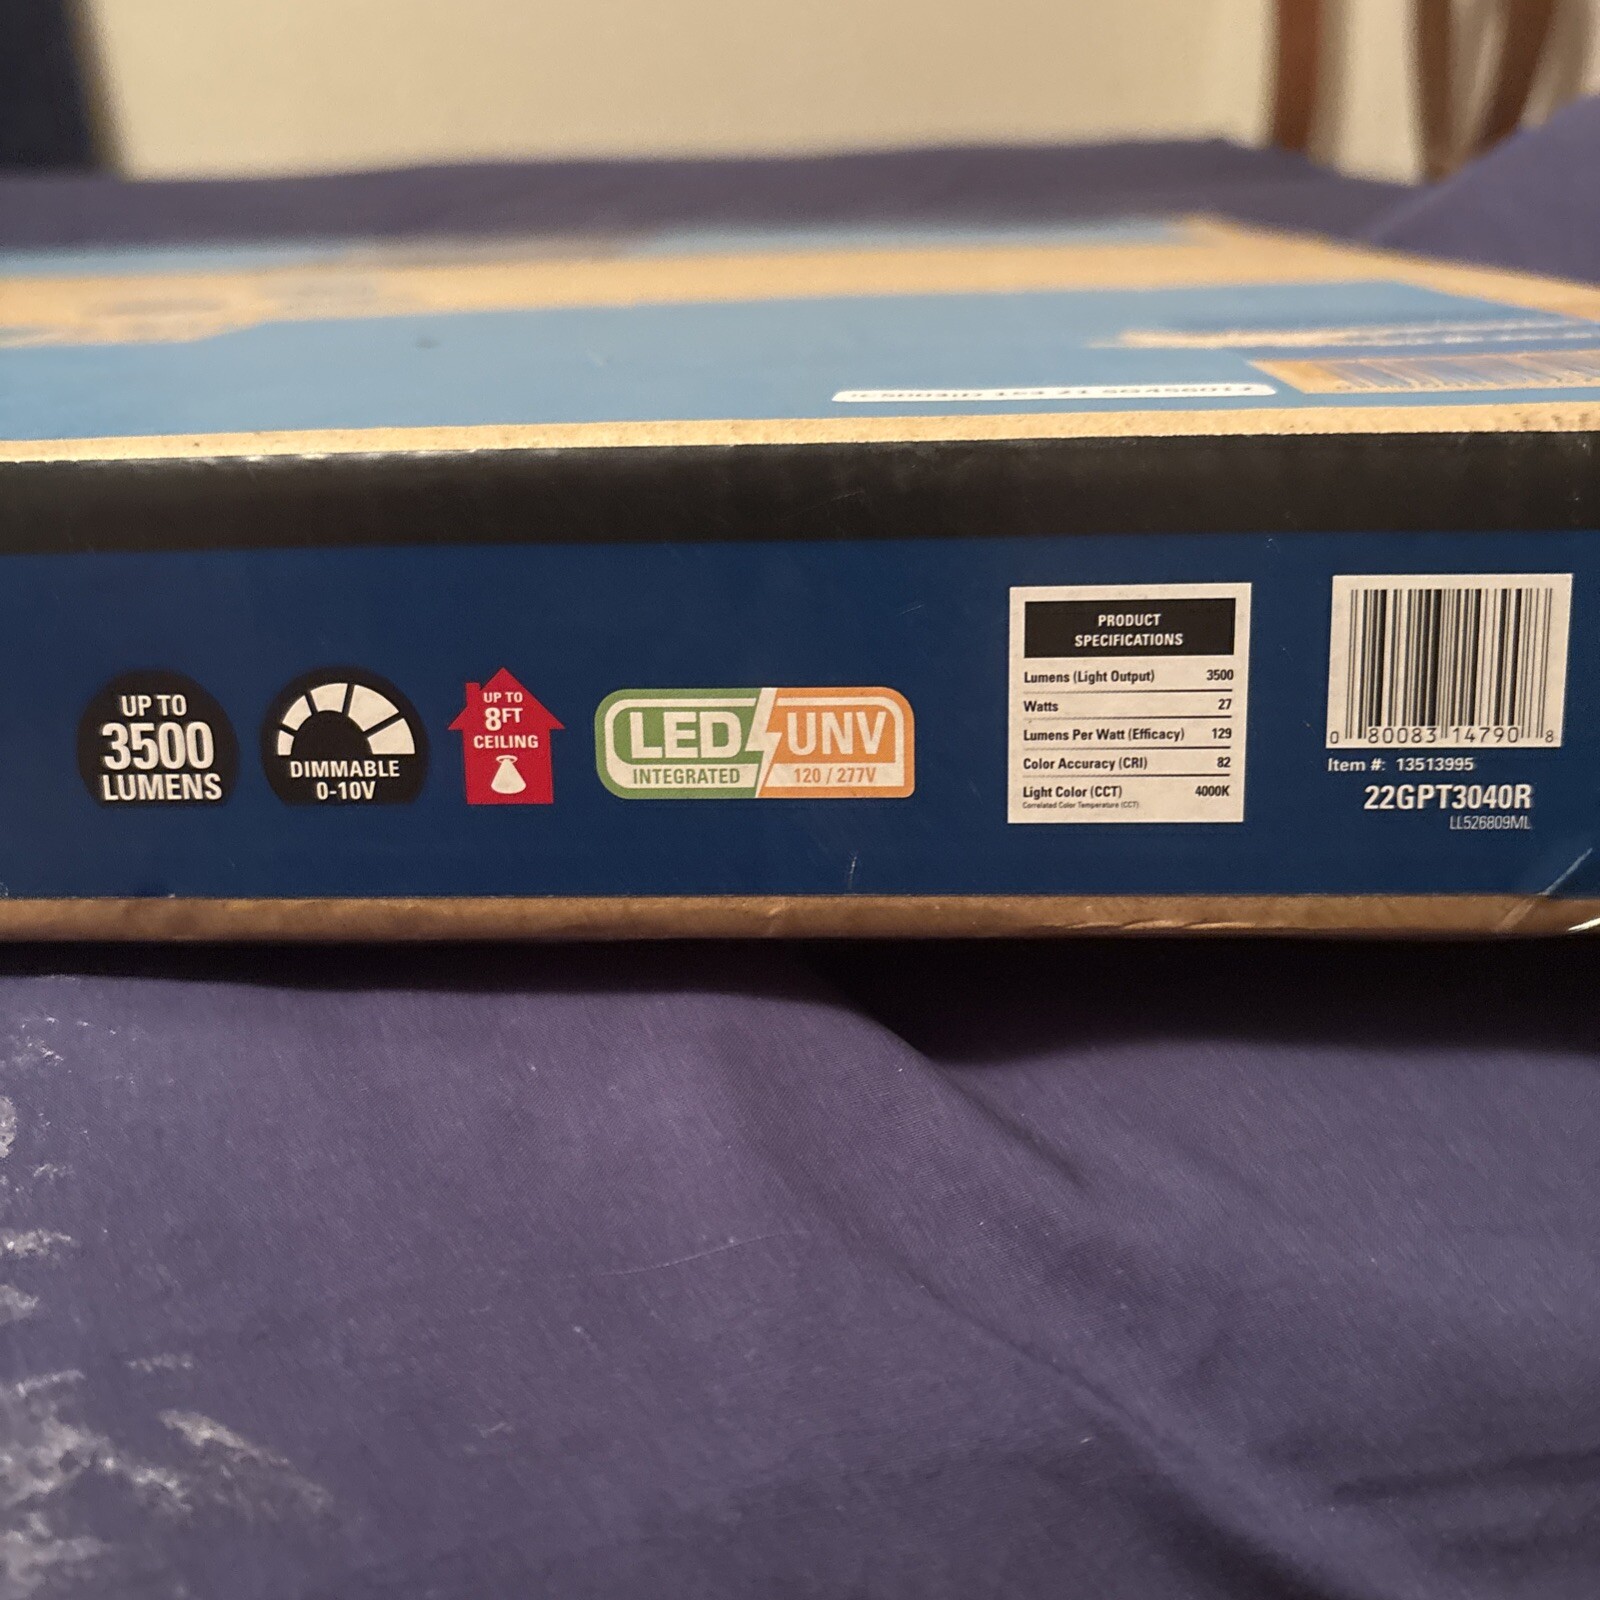 UP TO
3500
LUMENS
DIMMABLE
0-10V
UP TO
8FT
CEILING
LED
INTEGRATED
UNV
120 / 277V
PRODUCT
SPECIFICATIONS
Lumens (Light Output) 3500
Watts 27
Lumens Per Watt (Efficacy) 129
Color Accuracy (CRI) 82
Light Color (CCT) 4000K
Correlated Color Temperature (CCT)
0 80083 14790 8
Item #: 13513995
22GPT3040R
LL526809ML